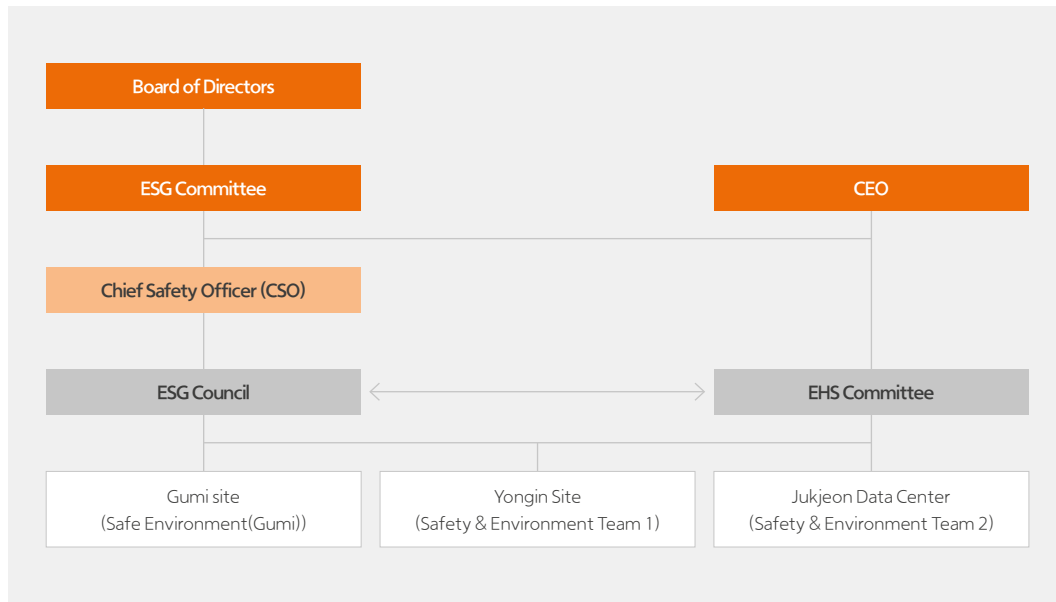 Board of Directors
ESG Committee
CEO
Chief Safety Officer (CSO)
ESG Council
EHS Committee
Gumi site
(Safe Environment(Gumi))
Yongin Site
(Safety & Environment Team 1)
Jukjeon Data Center
(Safety & Environment Team 2)